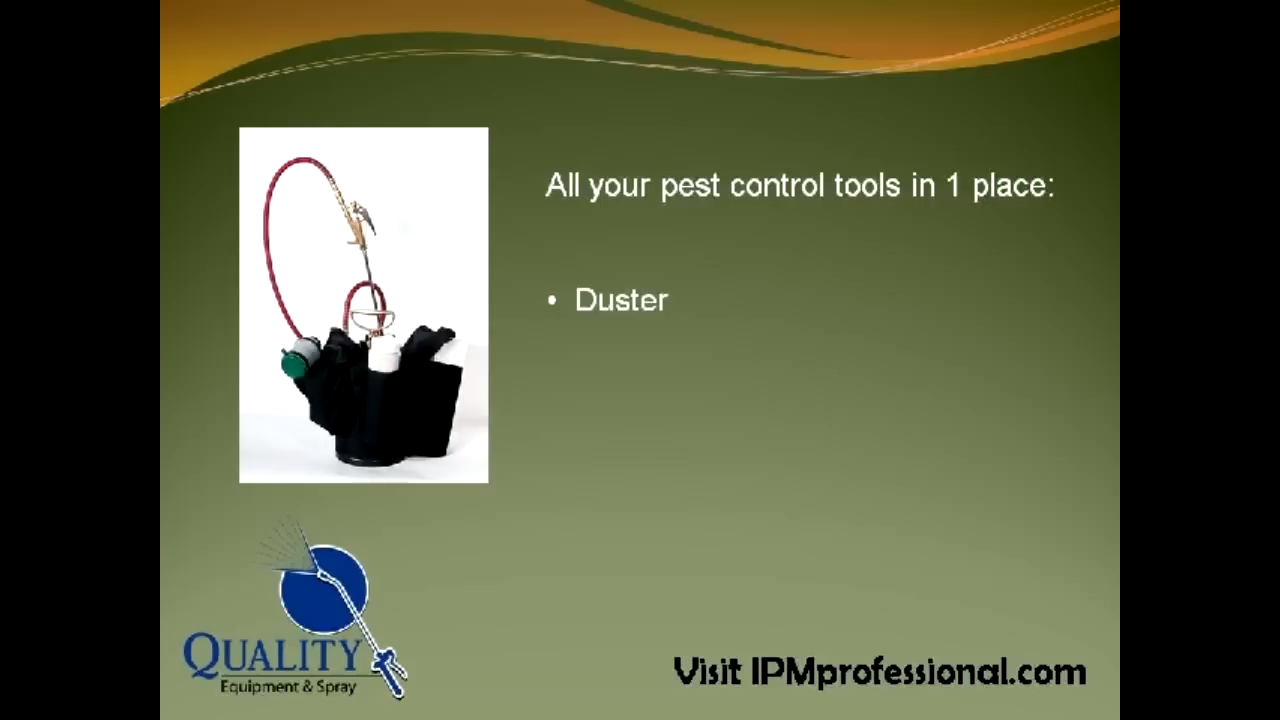 All your pest control tools in 1 place:
• Duster
QUALITY
Equipment & Spray
Visit IPMprofessional.com